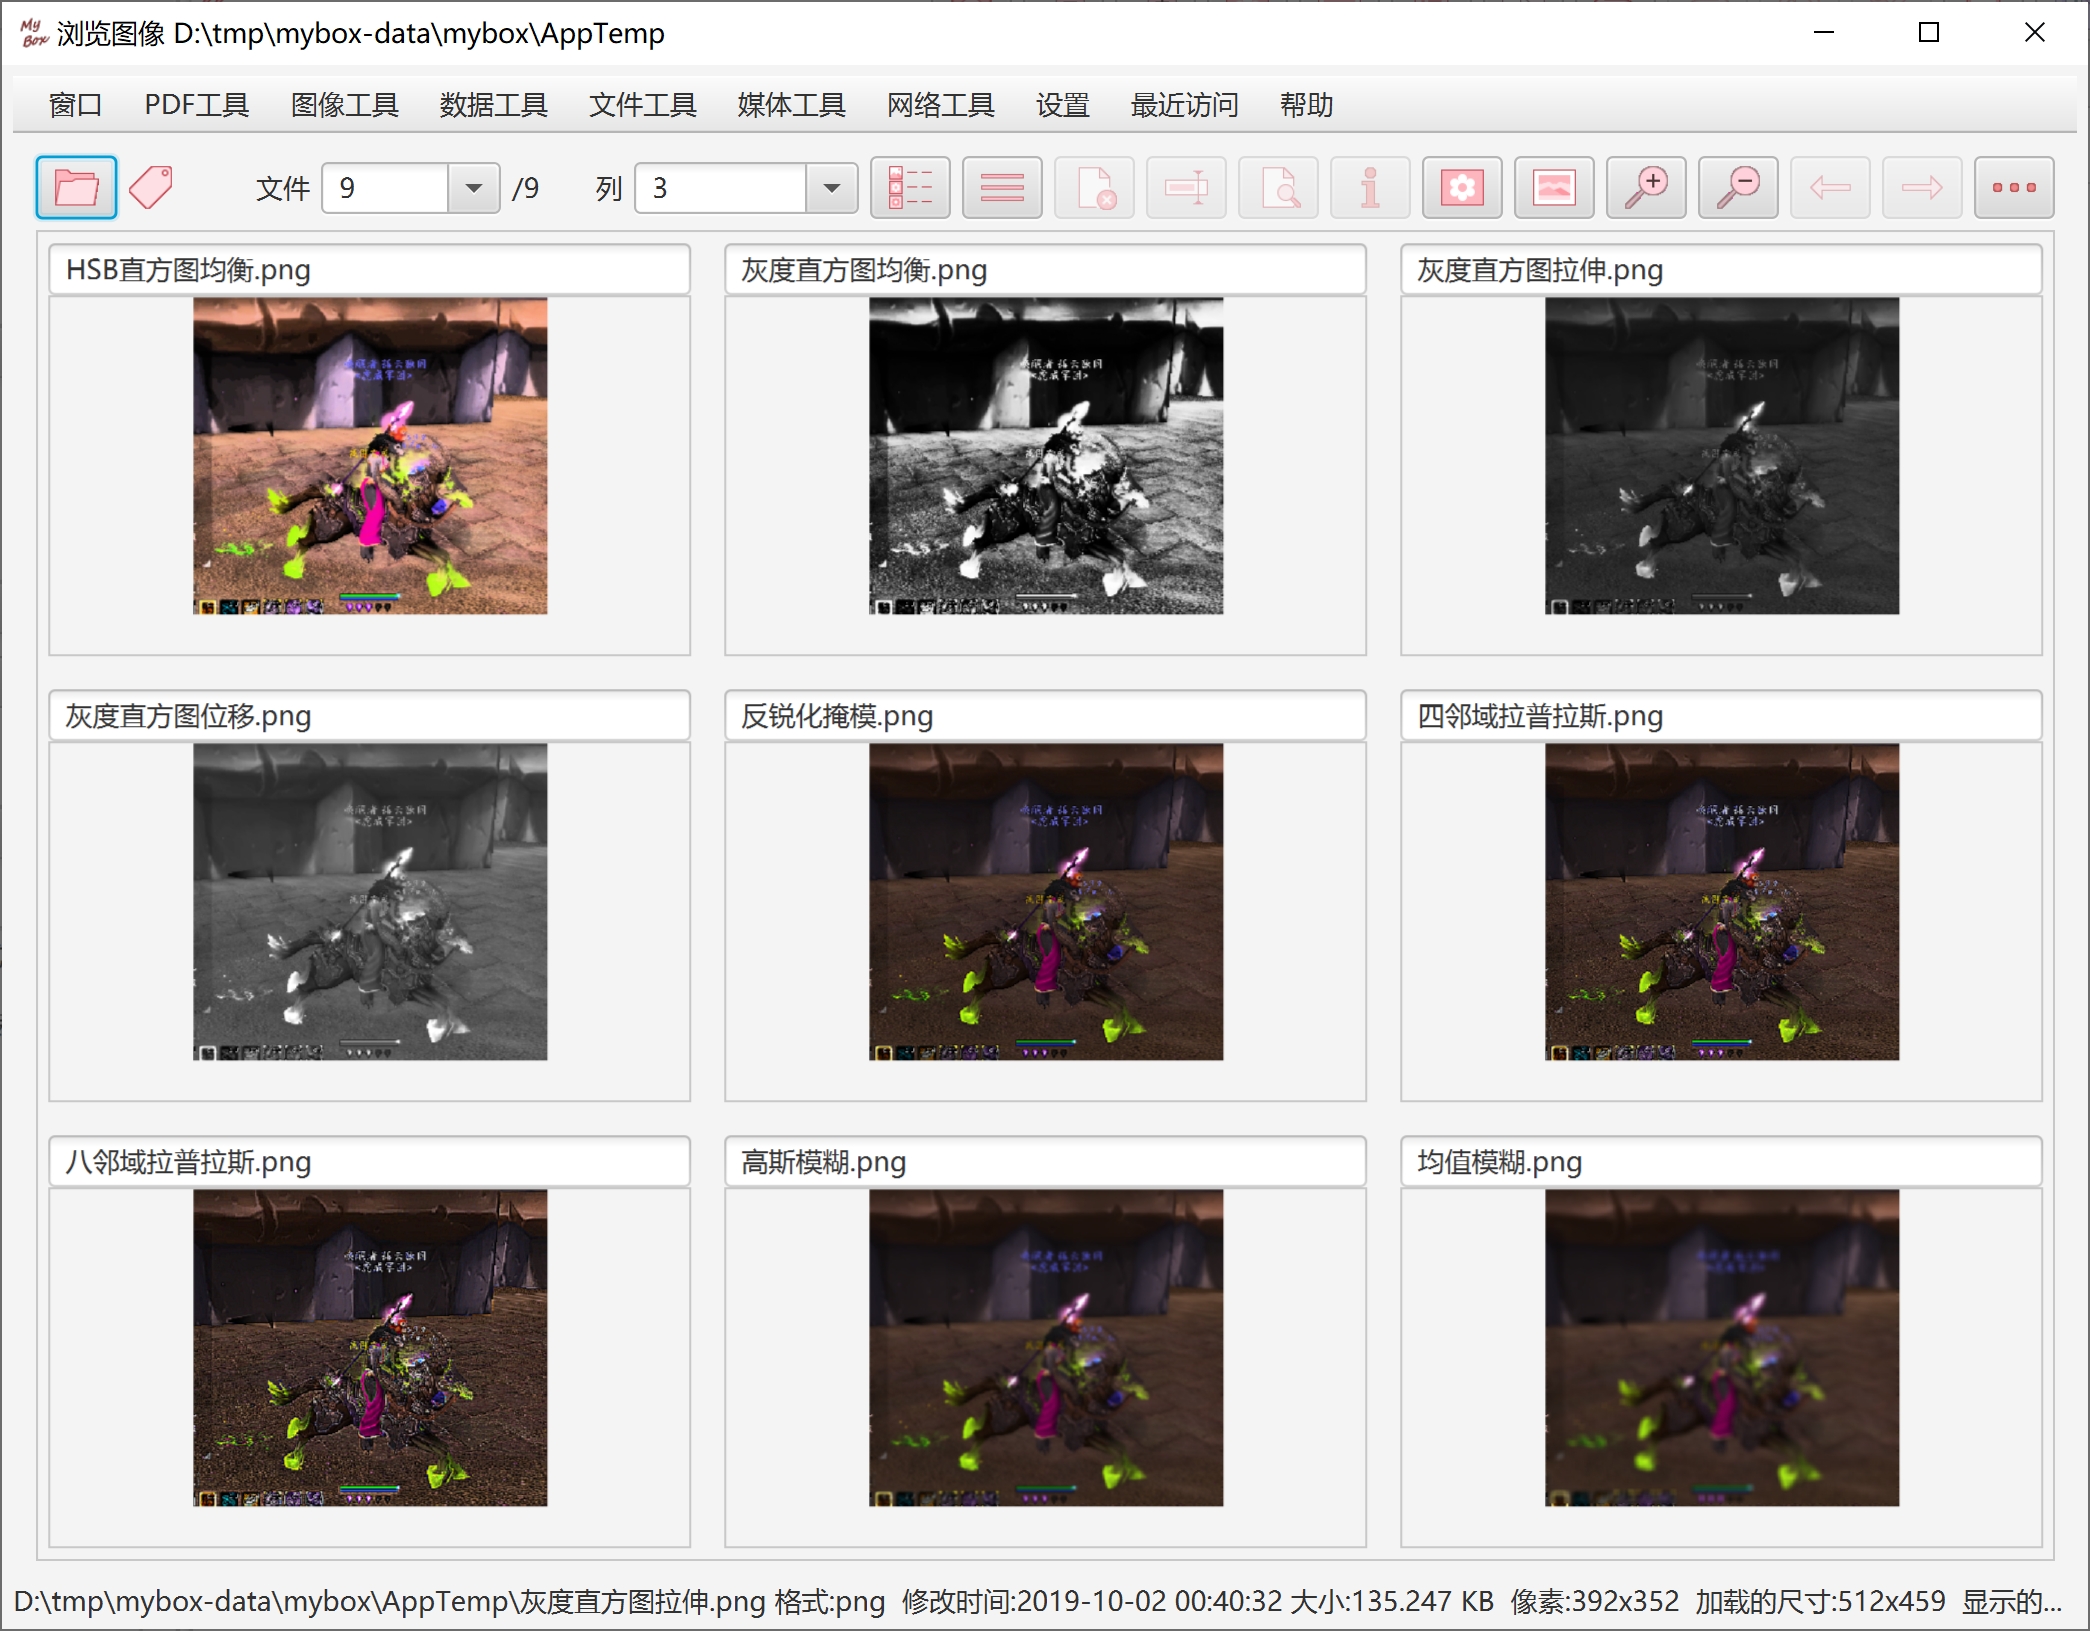 My Box 浏览图像 D:\tmp\mybox-data\mybox\AppTemp
窗口 PDF工具 图像工具 数据工具 文件工具 媒体工具 网络工具 设置 最近访问 帮助
文件 9 /9 列 3
HSB直方图均衡.png 灰度直方图均衡.png 灰度直方图拉伸.png
灰度直方图位移.png 反锐化掩模.png 四邻域拉普拉斯.png
八邻域拉普拉斯.png 高斯模糊.png 均值模糊.png
D:\tmp\mybox-data\mybox\AppTemp\灰度直方图拉伸.png 格式:png 修改时间:2019-10-02 00:40:32 大小:135.247 KB 像素:392x352 加载的尺寸:512x459 显示的...